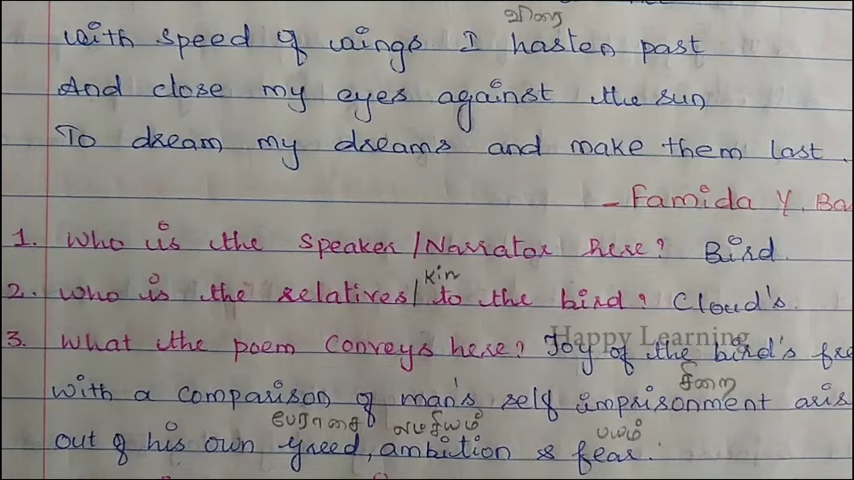 விரை
with speed of wings I hasten past
And close my eyes against the sun
To dream my dreams and make them last.
- Famida Y. Ba
1. Who is the speaker/Narrator here? Bird.
kin
2. who is the relatives/ to the bird? Cloud's.
Happy Learning
3. What the poem conveys here? Joy of the bird's fre
சிறை
with a comparison of man's self imprisonment aris
பேராசை லட்சியம் பயம்
out of his own greed, ambition & fear.